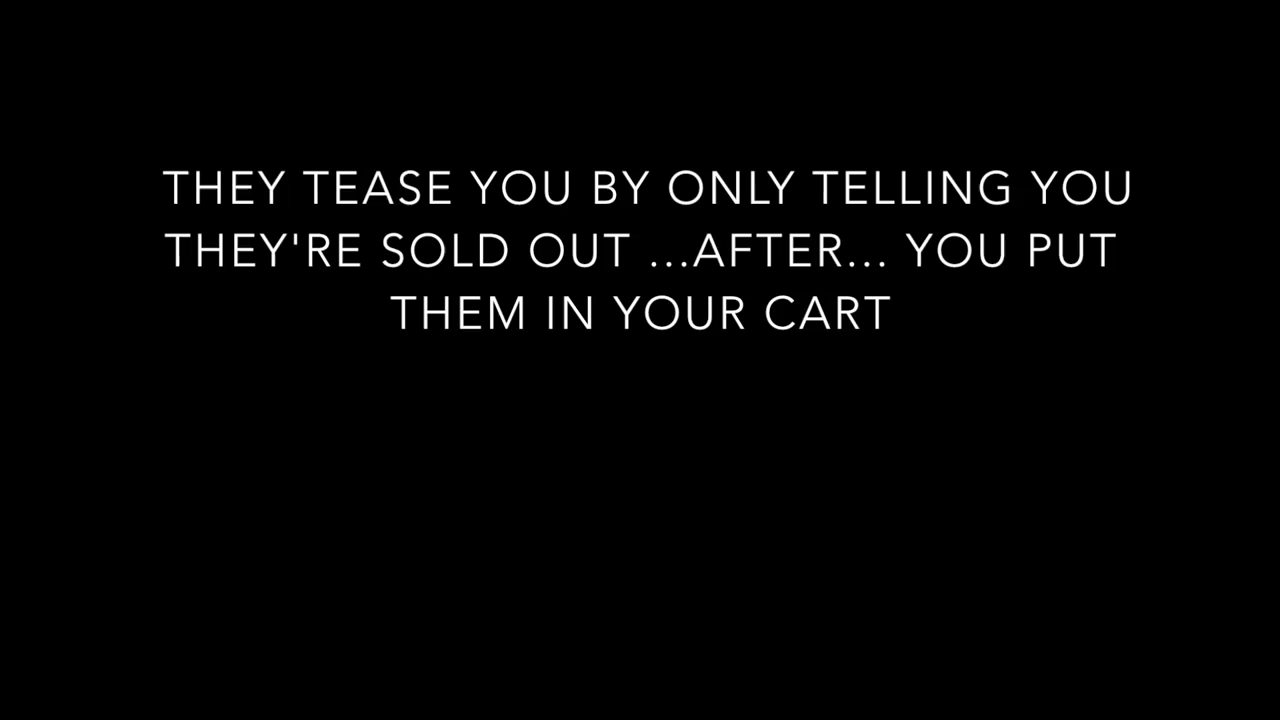 THEY TEASE YOU BY ONLY TELLING YOU
THEY'RE SOLD OUT ...AFTER... YOU PUT
THEM IN YOUR CART